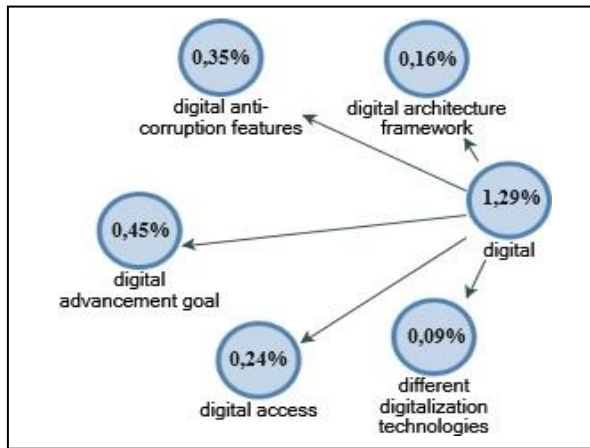 0,35%
digital anti-
corruption features
0,16%
digital architecture
framework
1,29%
digital
0,45%
digital
advancement goal
0,24%
digital access
0,09%
different
digitalization
technologies